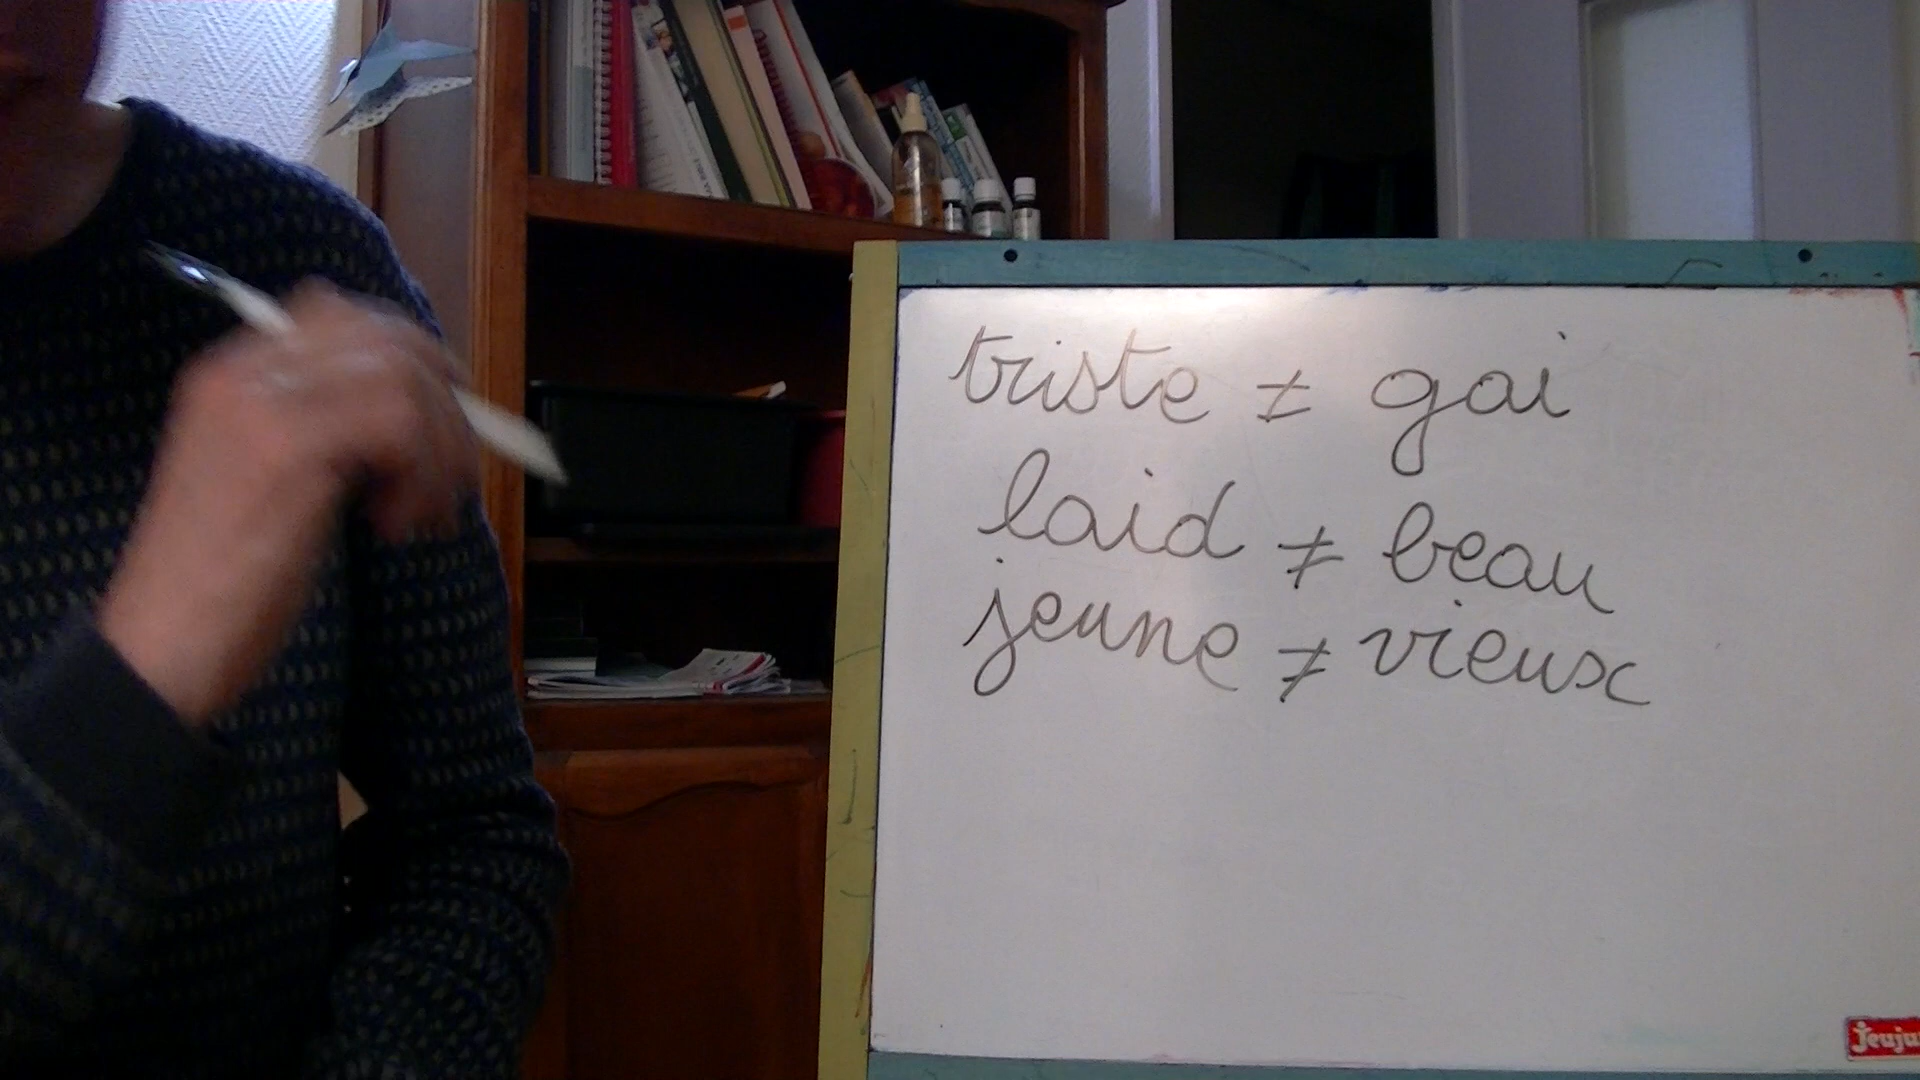 triste ≠ gai
laid ≠ beau
jeune ≠ vieux